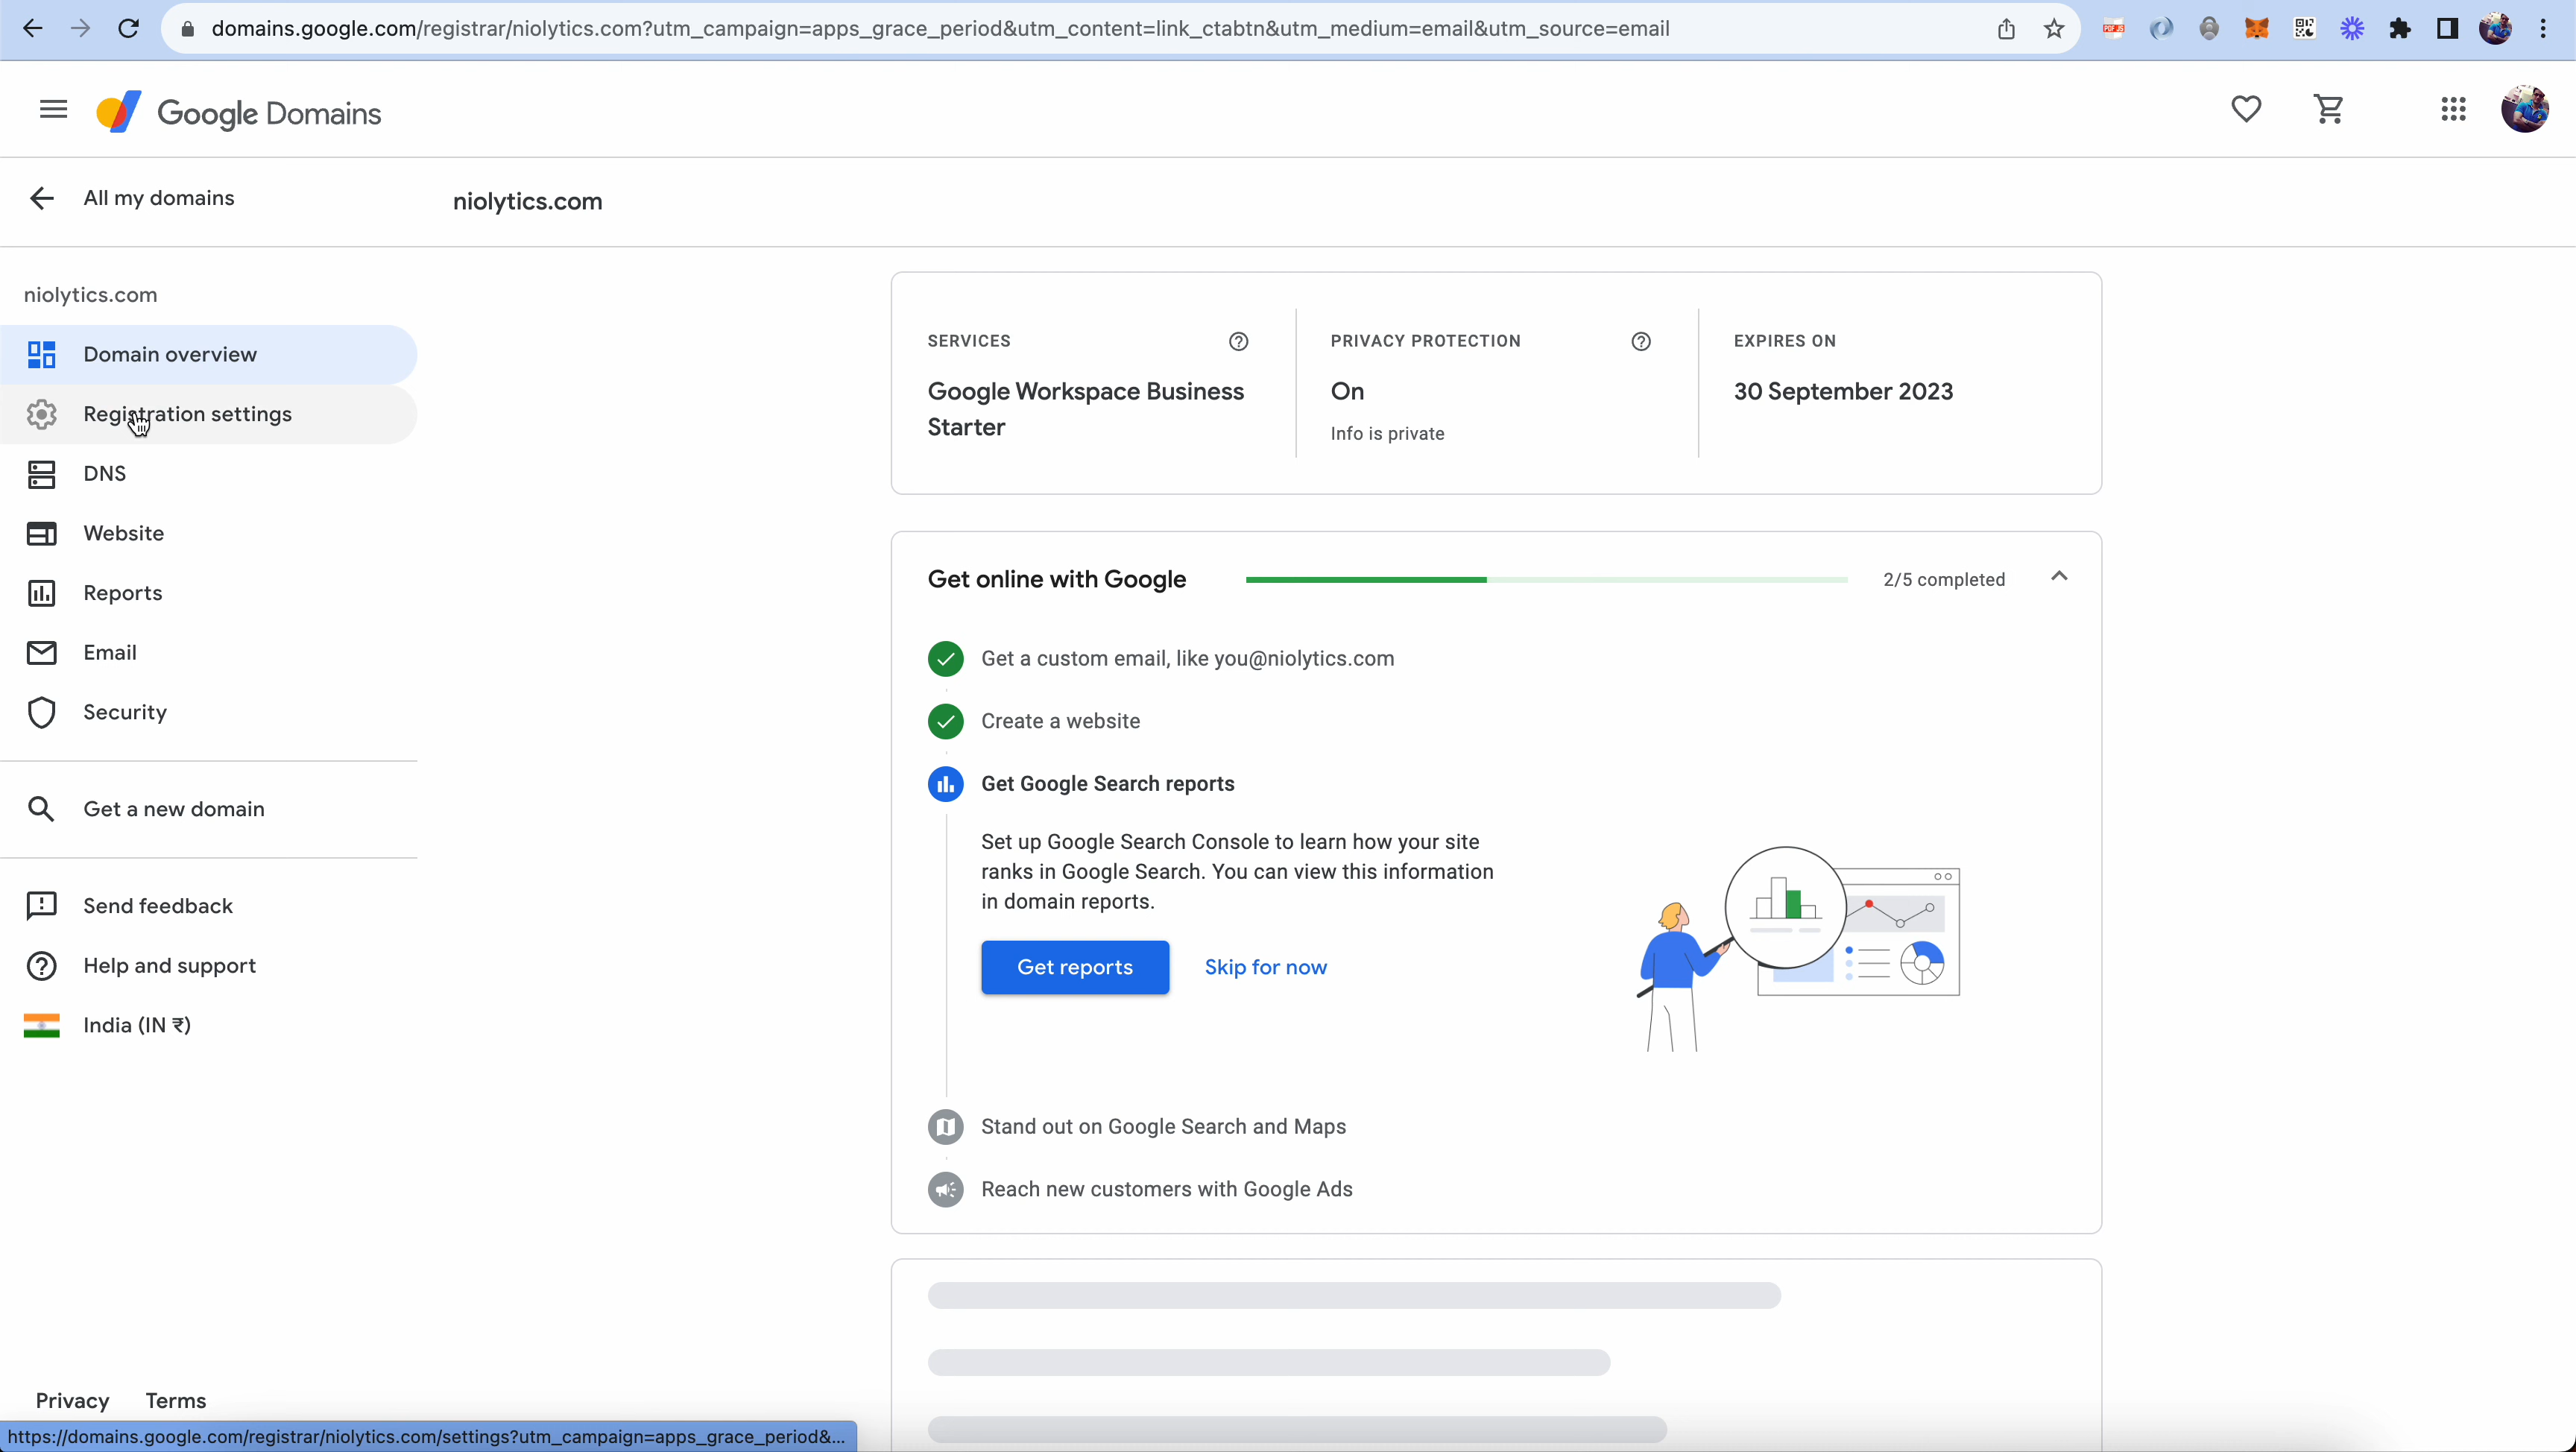 domains.google.com/registrar/niolytics.com?utm_campaign=apps_grace_period&utm_content=link_ctabtn&utm_medium=email&utm_source=email
Google Domains
All my domains
niolytics.com
niolytics.com
Domain overview
Registration settings
DNS
Website
Reports
Email
Security
Get a new domain
Send feedback
Help and support
India (IN ₹)
Privacy Terms
https://domains.google.com/registrar/niolytics.com/settings?utm_campaign=apps_grace_period&...
SERVICES
Google Workspace Business
Starter
PRIVACY PROTECTION
On
Info is private
EXPIRES ON
30 September 2023
Get online with Google
2/5 completed
Get a custom email, like you@niolytics.com
Create a website
Get Google Search reports
Set up Google Search Console to learn how your site
ranks in Google Search. You can view this information
in domain reports.
Get reports
Skip for now
Stand out on Google Search and Maps
Reach new customers with Google Ads